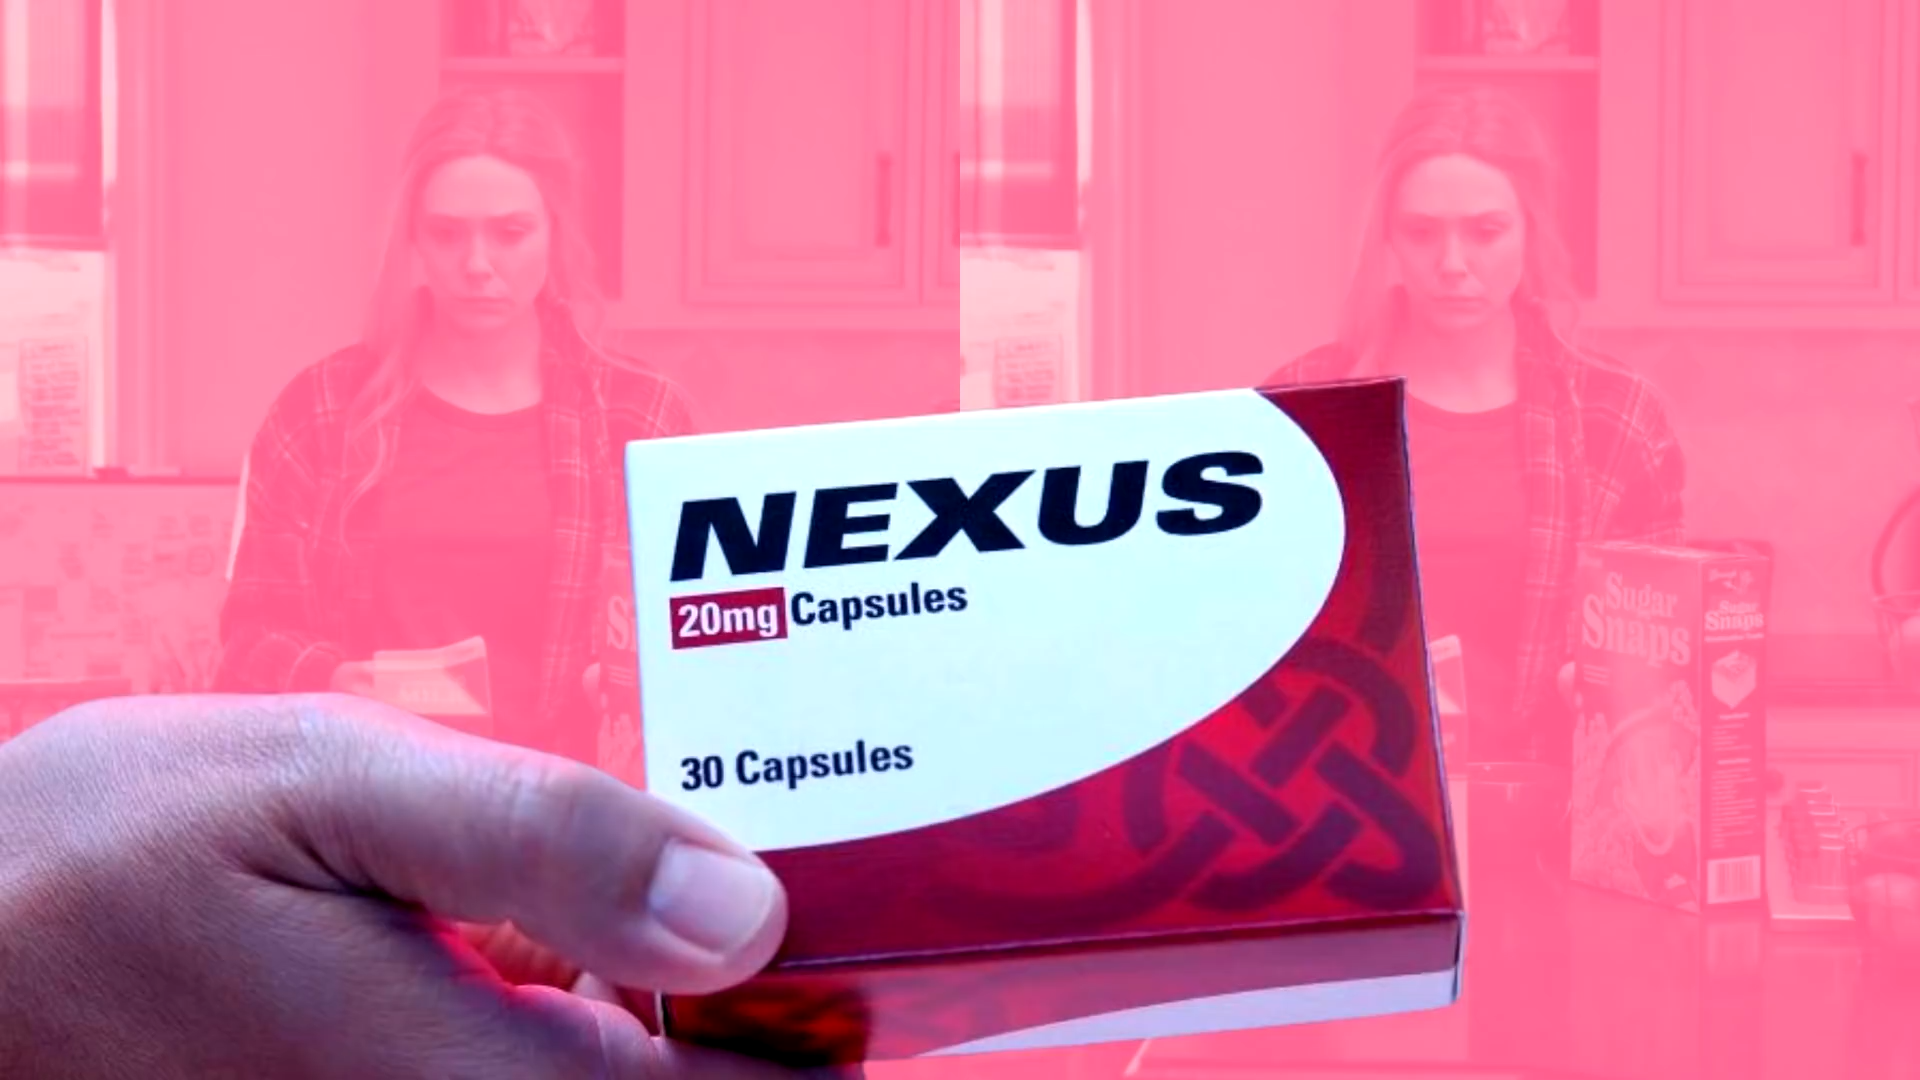 NEXUS
20mg Capsules
30 Capsules
Sugar
Snaps
Sugar
Snaps